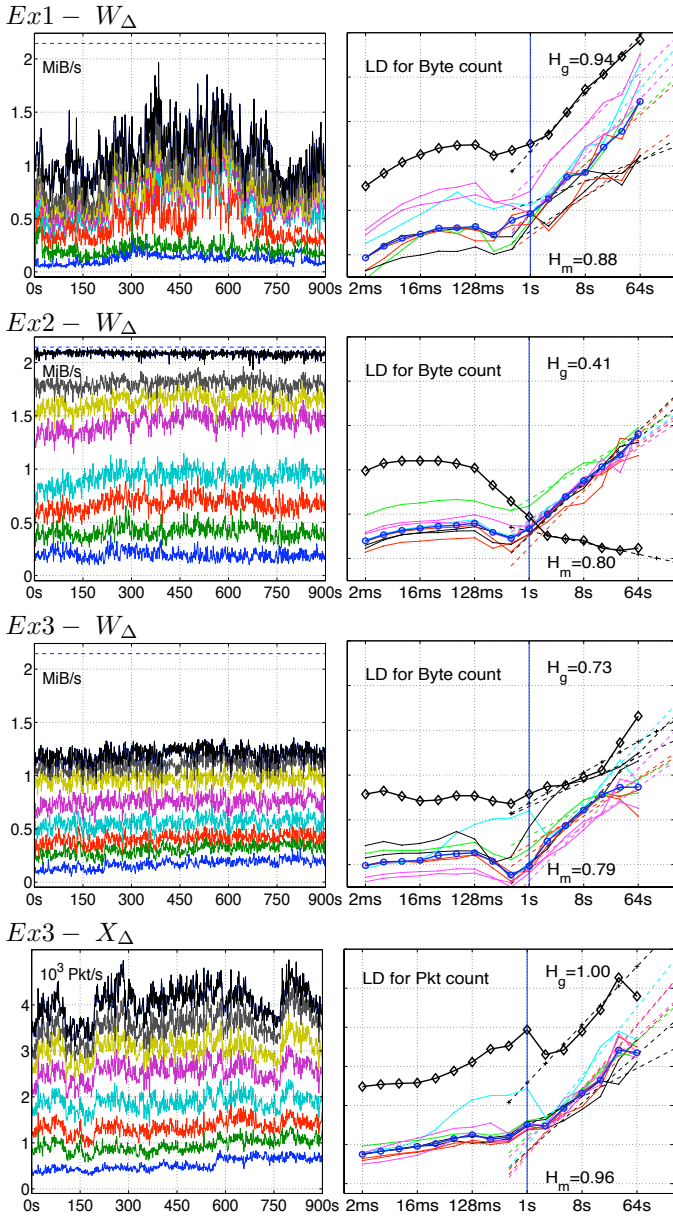 Ex1 − W_Δ
2
1.5
1
0.5
0
MiB/s
0s 150 300 450 600 750 900s
LD for Byte count
H_g=0.94
H_m=0.88
2ms 16ms 128ms 1s 8s 64s
Ex2 − W_Δ
2
1.5
1
0.5
0
MiB/s
0s 150 300 450 600 750 900s
LD for Byte count
H_g=0.41
H_m=0.80
2ms 16ms 128ms 1s 8s 64s
Ex3 − W_Δ
2
1.5
1
0.5
0
MiB/s
0s 150 300 450 600 750 900s
LD for Byte count
H_g=0.73
H_m=0.79
2ms 16ms 128ms 1s 8s 64s
Ex3 − X_Δ
10³ Pkt/s
4
3
2
1
0
0s 150 300 450 600 750 900s
LD for Pkt count
H_g=1.00
H_m=0.96
2ms 16ms 128ms 1s 8s 64s